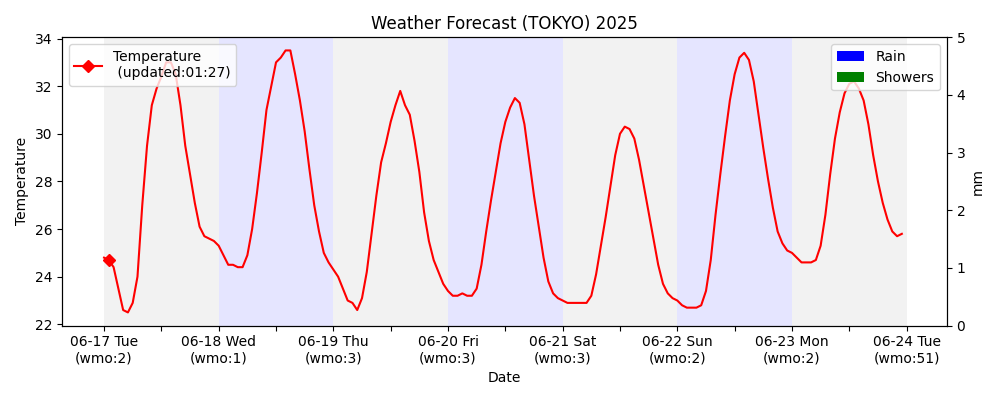 Weather Forecast (TOKYO) 2025
Temperature
(updated:01:27)
Rain
Showers
34
32
30
28
26
24
22
Temperature
5
4
3
2
1
0
mm
06-17 Tue
(wmo:2)
06-18 Wed
(wmo:1)
06-19 Thu
(wmo:3)
06-20 Fri
(wmo:3)
06-21 Sat
(wmo:3)
06-22 Sun
(wmo:2)
06-23 Mon
(wmo:2)
06-24 Tue
(wmo:51)
Date